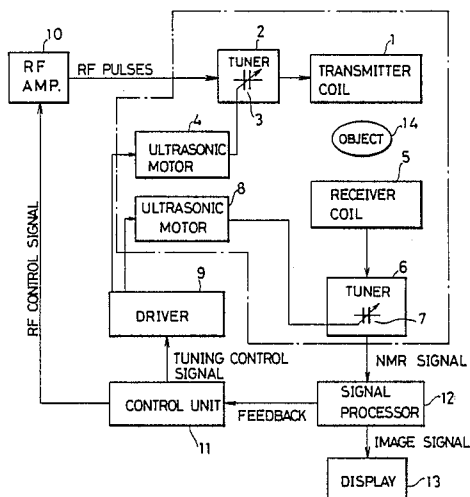 10
RF
AMP.
RF PULSES
2
TUNER
3
1
TRANSMITTER
COIL
4
ULTRASONIC
MOTOR
OBJECT
14
5
RECEIVER
COIL
8
ULTRASONIC
MOTOR
6
TUNER
7
9
DRIVER
RF CONTROL SIGNAL
TUNING CONTROL
SIGNAL
NMR SIGNAL
CONTROL UNIT
11
FEEDBACK
SIGNAL
PROCESSOR
12
IMAGE SIGNAL
DISPLAY
13